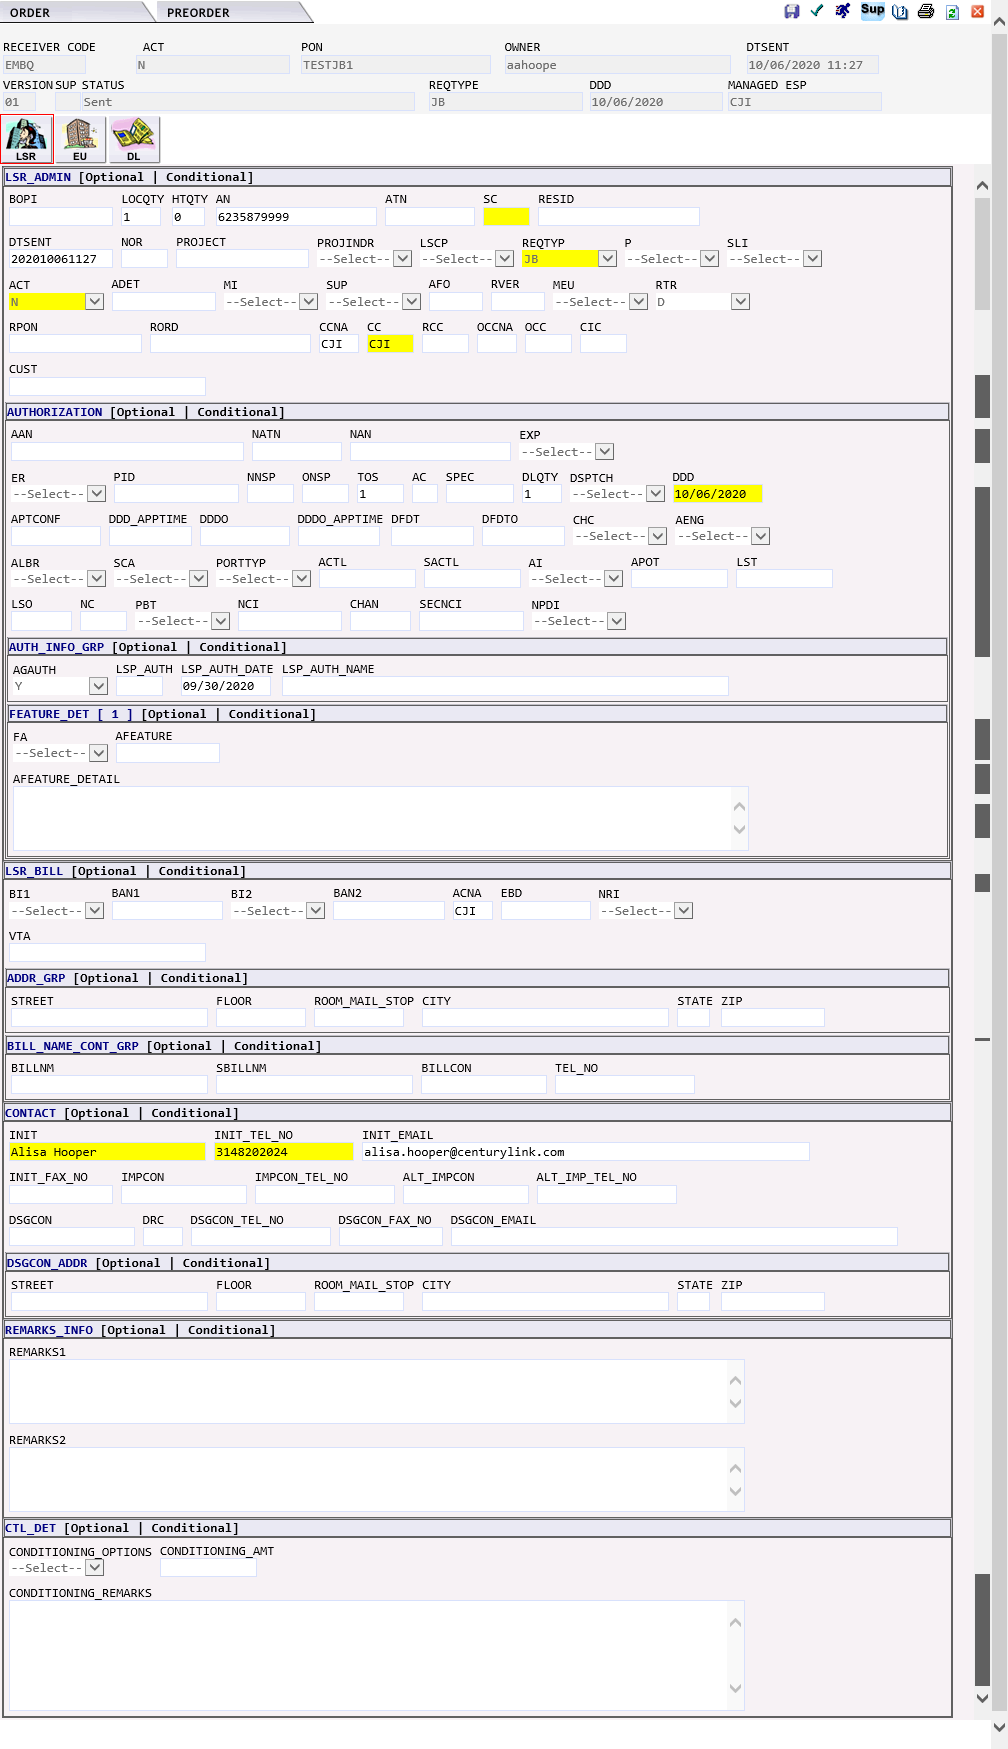 ORDER PREORDER Sup
RECEIVER CODE ACT PON OWNER DTSENT
EMBQ N TESTJB1 aahoope 10/06/2020 11:27
VERSION SUP STATUS REQTYPE DDD MANAGED ESP
01 Sent JB 10/06/2020 CJI
LSR EU DL
LSR_ADMIN [Optional | Conditional]
BOPI LOCQTY HTQTY AN ATN SC RESID
1 0 6235879999
DTSENT NOR PROJECT PROJINDR LSCP REQTYP P SLI
202010061127 --Select-- --Select-- JB --Select-- --Select--
ACT ADET MI SUP AFO RVER MEU RTR
N --Select-- --Select-- --Select-- D
RPON RORD CCNA CC RCC OCCNA OCC CIC
CJI CJI
CUST
AUTHORIZATION [Optional | Conditional]
AAN NATN NAN EXP
--Select--
ER PID NNSP ONSP TOS AC SPEC DLQTY DSPTCH DDD
--Select-- 1 1 --Select-- 10/06/2020
APTCONF DDD_APPTIME DDDO DDDO_APPTIME DFDT DFDTO CHC AENG
--Select-- --Select--
ALBR SCA PORTTYP ACTL SACTL AI APOT LST
--Select-- --Select-- --Select-- --Select--
LSO NC PBT NCI CHAN SECNCI NPDI
--Select-- --Select--
AUTH_INFO_GRP [Optional | Conditional]
AGAUTH LSP_AUTH LSP_AUTH_DATE LSP_AUTH_NAME
Y 09/30/2020
FEATURE_DET [ 1 ] [Optional | Conditional]
FA AFEATURE
--Select--
AFEATURE_DETAIL
LSR_BILL [Optional | Conditional]
BI1 BAN1 BI2 BAN2 ACNA EBD NRI
--Select-- --Select-- CJI --Select--
VTA
ADDR_GRP [Optional | Conditional]
STREET FLOOR ROOM_MAIL_STOP CITY STATE ZIP
BILL_NAME_CONT_GRP [Optional | Conditional]
BILLNM SBILLNM BILLCON TEL_NO
CONTACT [Optional | Conditional]
INIT INIT_TEL_NO INIT_EMAIL
Alisa Hooper 3148202024 alisa.hooper@centurylink.com
INIT_FAX_NO IMPCON IMPCON_TEL_NO ALT_IMPCON ALT_IMP_TEL_NO
DSGCON DRC DSGCON_TEL_NO DSGCON_FAX_NO DSGCON_EMAIL
DSGCON_ADDR [Optional | Conditional]
STREET FLOOR ROOM_MAIL_STOP CITY STATE ZIP
REMARKS_INFO [Optional | Conditional]
REMARKS1
REMARKS2
CTL_DET [Optional | Conditional]
CONDITIONING_OPTIONS CONDITIONING_AMT
--Select--
CONDITIONING_REMARKS